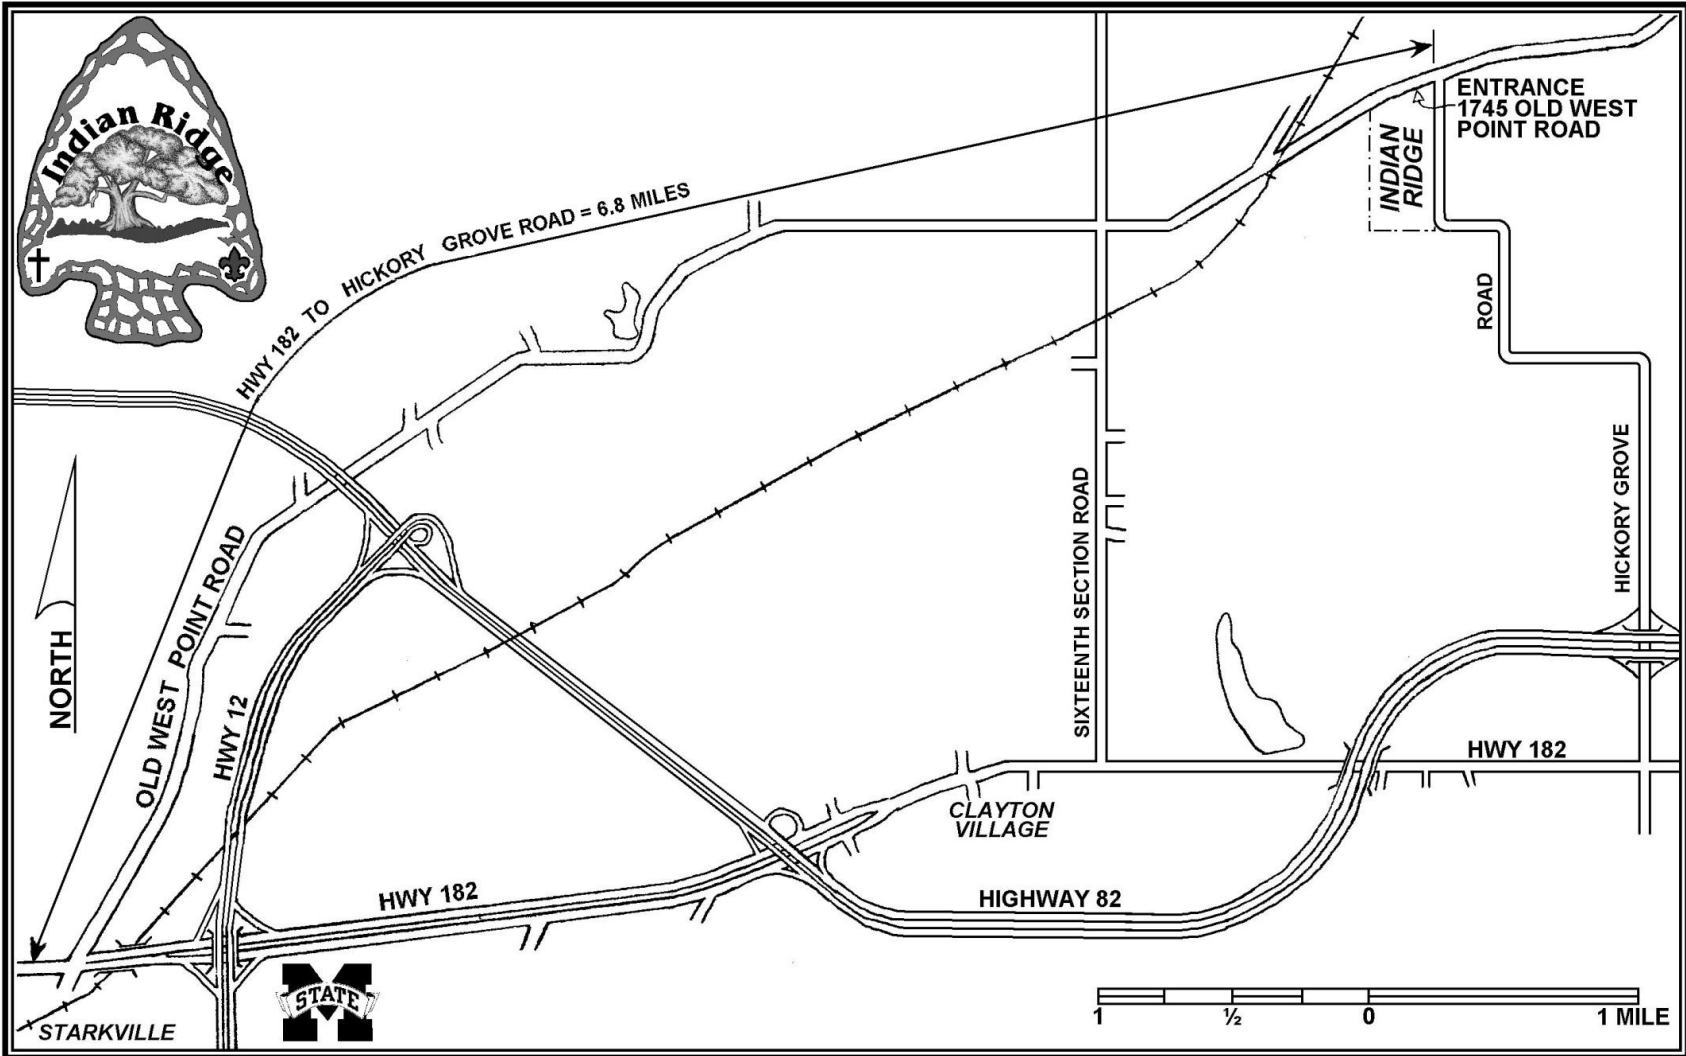 Indian Ridge
ENTRANCE
1745 OLD WEST
POINT ROAD
INDIAN
RIDGE
HWY 182 TO HICKORY GROVE ROAD = 6.8 MILES
ROAD
HICKORY GROVE
SIXTEENTH SECTION ROAD
OLD WEST POINT ROAD
NORTH
HWY 12
HWY 182
CLAYTON
VILLAGE
HWY 182
HIGHWAY 82
M
STATE
STARKVILLE
1 ½ 0 1 MILE